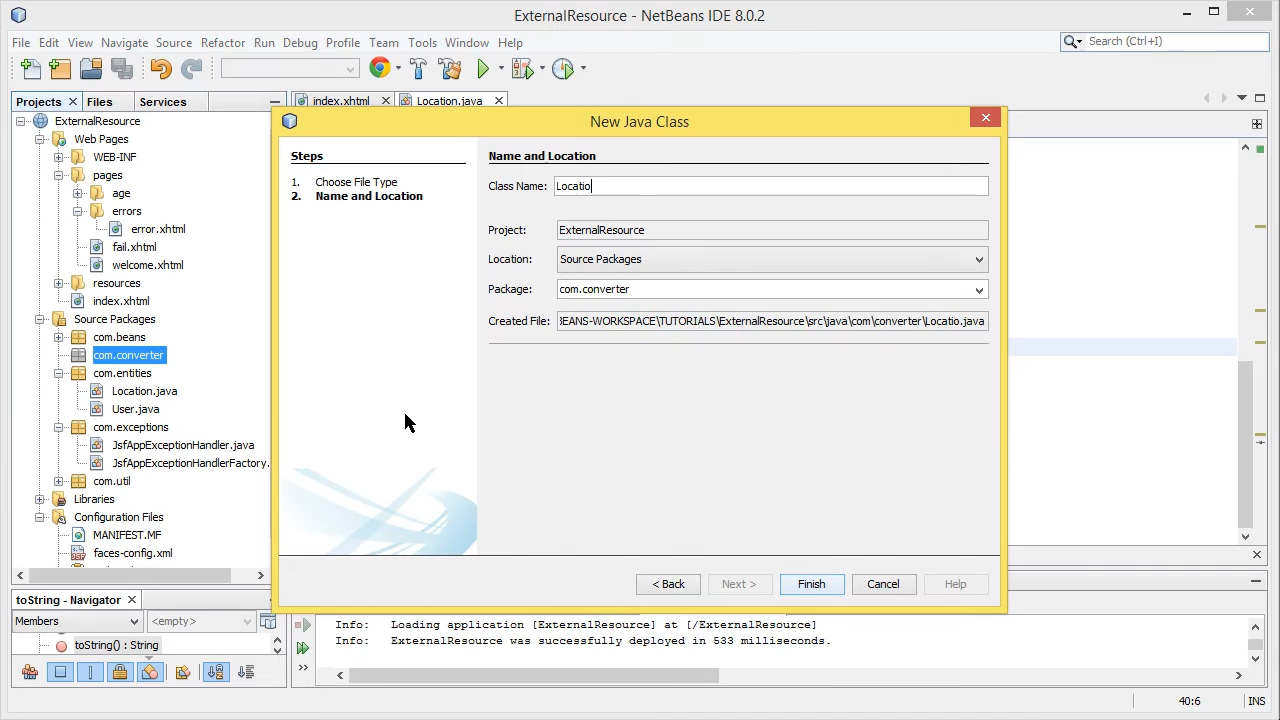 ExternalResource - NetBeans IDE 8.0.2
File Edit View Navigate Source Refactor Run Debug Profile Team Tools Window Help
Search (Ctrl+I)
Projects Files Services
index.xhtml Location.java
ExternalResource
Web Pages
WEB-INF
pages
age
errors
error.xhtml
fail.xhtml
welcome.xhtml
resources
index.xhtml
Source Packages
com.beans
com.converter
com.entities
Location.java
User.java
com.exceptions
JsfAppExceptionHandler.java
JsfAppExceptionHandlerFactory.
com.util
Libraries
Configuration Files
MANIFEST.MF
faces-config.xml
New Java Class
Steps
1. Choose File Type
2. Name and Location
Name and Location
Class Name: Locatio
Project: ExternalResource
Location: Source Packages
Package: com.converter
Created File: EANS-WORKSPACE\TUTORIALS\ExternalResource\src\java\com\converter\Locatio.java
< Back Next > Finish Cancel Help
toString - Navigator
Members <empty>
toString() : String
Info: Loading application [ExternalResource] at [/ExternalResource]
Info: ExternalResource was successfully deployed in 533 milliseconds.
40:6 INS